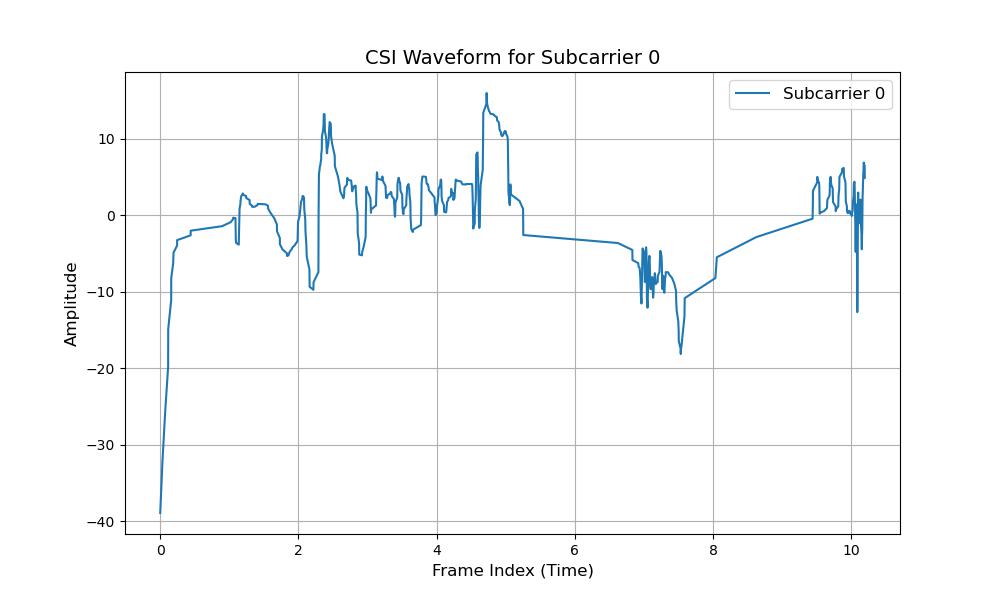 CSI Waveform for Subcarrier 0
Subcarrier 0
Amplitude
10
0
−10
−20
−30
−40
0 2 4 6 8 10
Frame Index (Time)